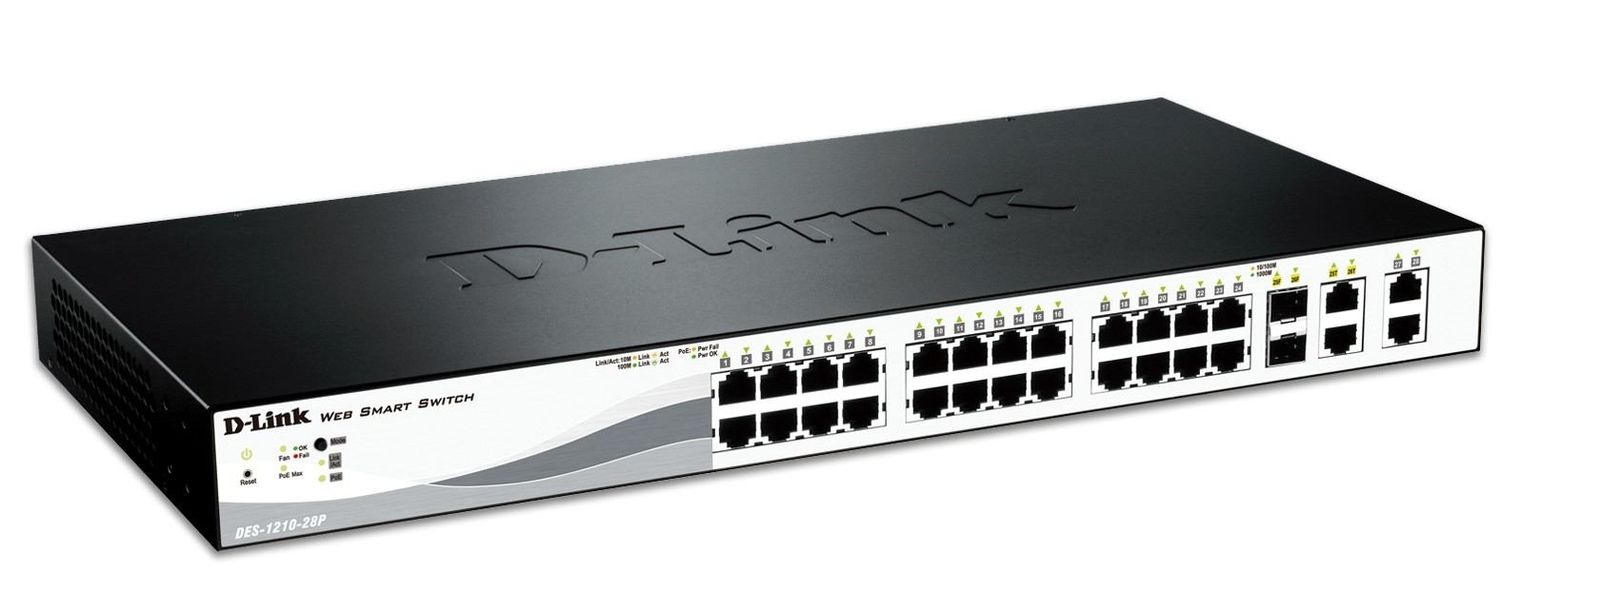 D-Link
D-Link WEB SMART SWITCH
Link/Act: 10M Link Act
100M Link Act
PoE: Pwr Fail
Pwr OK
1 2 3 4 5 6 7 8
9 10 11 12 13 14 15 16
17 18 19 20 21 22 23 24
10/100M
1000M
25F 26F
25T 26T
27 28
Reset
Fan OK
Fail
PoE Max
Mode
Link
/Act
PoE
DES-1210-28P